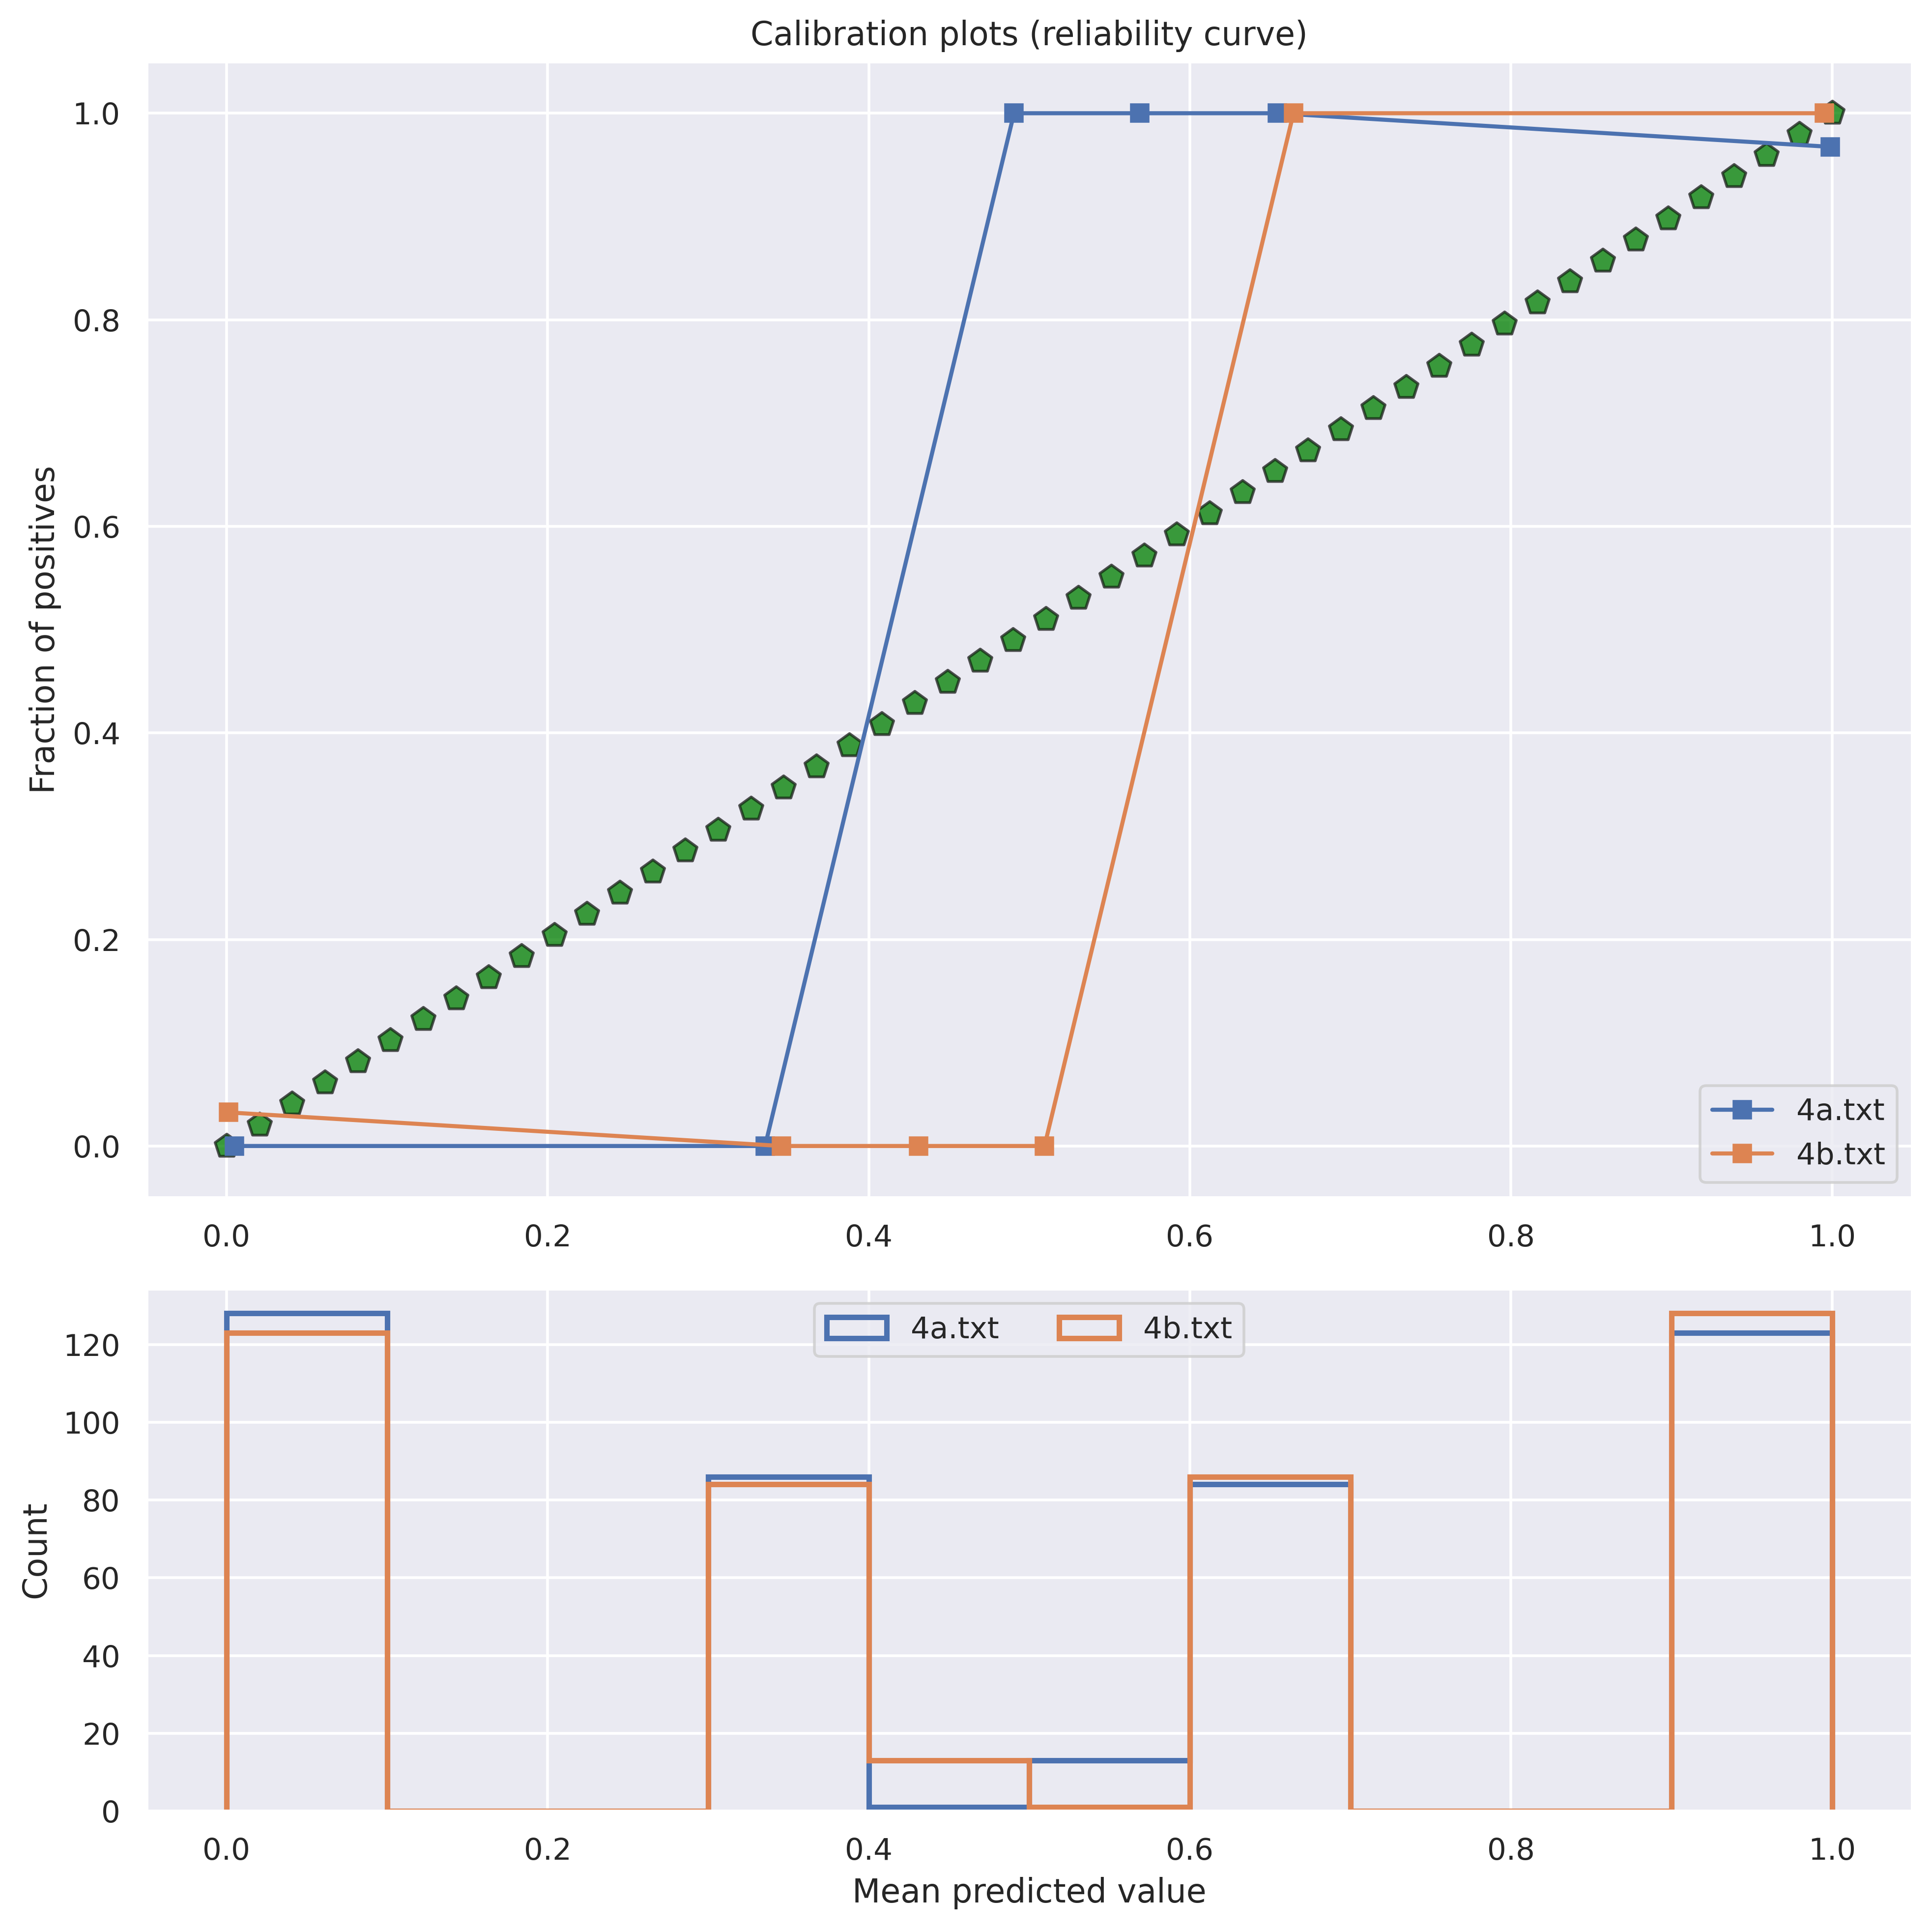 Calibration plots (reliability curve)
1.0
0.8
0.6
0.4
0.2
0.0
Fraction of positives
4a.txt
4b.txt
0.0 0.2 0.4 0.6 0.8 1.0
4a.txt 4b.txt
120
100
80
60
40
20
0
Count
0.0 0.2 0.4 0.6 0.8 1.0
Mean predicted value